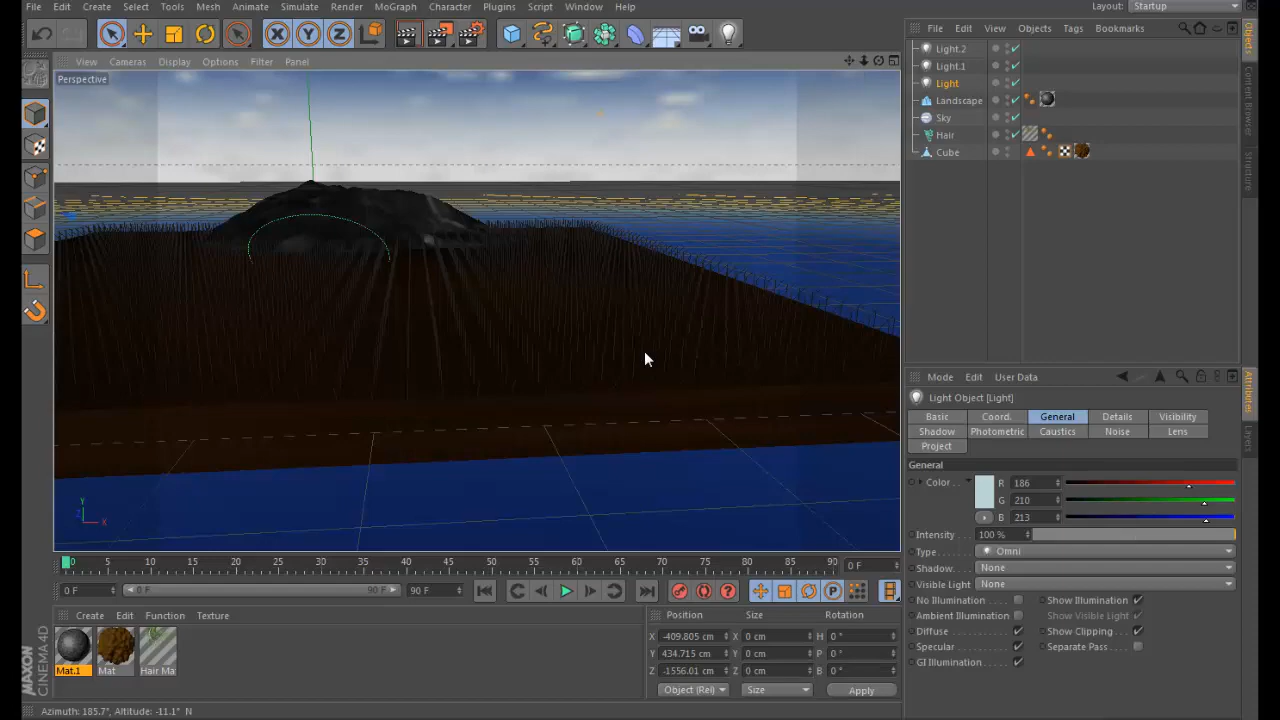 File Edit Create Select Tools Mesh Animate Simulate Render MoGraph Character Plugins Script Window Help Layout: Startup
File Edit View Objects Tags Bookmarks
View Cameras Display Options Filter Panel
Perspective
Light.2
Light.1
Light
Landscape
Sky
Hair
Cube
Objects
Content Browser
Structure
Mode Edit User Data
Light Object [Light]
Basic Coord. General Details Visibility
Shadow Photometric Caustics Noise Lens
Project
General
Color . . R 186
G 210
B 213
Intensity 100 %
Type Omni
Shadow. None
Visible Light None
No Illumination Show Illumination
Ambient Illumination Show Visible Light
Diffuse Show Clipping
Specular Separate Pass
GI Illumination
Attributes
Layers
Y
Z X
0 5 10 15 20 25 30 35 40 45 50 55 60 65 70 75 80 85 90 0 F
0 F 0 F 90 F 90 F
Create Edit Function Texture
Mat.1 Mat Hair Ma
Position Size Rotation
X -409.805 cm X 0 cm H 0 °
Y 434.715 cm Y 0 cm P 0 °
Z -1556.01 cm Z 0 cm B 0 °
Object (Rel) Size Apply
MAXON
CINEMA 4D
Azimuth: 185.7°, Altitude: -11.1° N